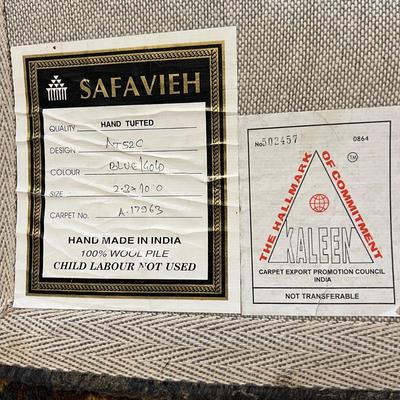 SAFAVIEH
QUALITY HAND TUFTED
DESIGN AT52C
COLOUR BLUE/GOLD
SIZE 2-3x10-0
CARPET No. A.17963
HAND MADE IN INDIA
100% WOOL PILE
CHILD LABOUR NOT USED
No. 502457 0864
TM
THE HALLMARK OF COMMITMENT
KALEEN
CARPET EXPORT PROMOTION COUNCIL
INDIA
NOT TRANSFERABLE